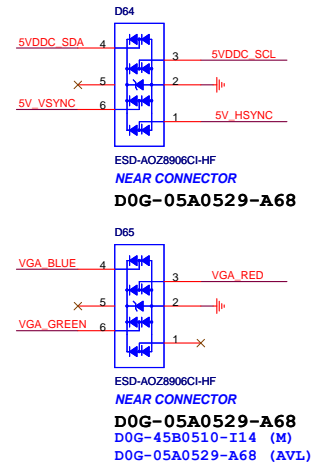 D64
5VDDC_SDA 4
3 5VDDC_SCL
5 2
5V_VSYNC 6
1 5V_HSYNC
ESD-AOZ8906CI-HF
NEAR CONNECTOR
D0G-05A0529-A68
D65
VGA_BLUE 4
3 VGA_RED
5 2
VGA_GREEN 6
1
ESD-AOZ8906CI-HF
NEAR CONNECTOR
D0G-05A0529-A68
D0G-45B0510-I14 (M)
D0G-05A0529-A68 (AVL)